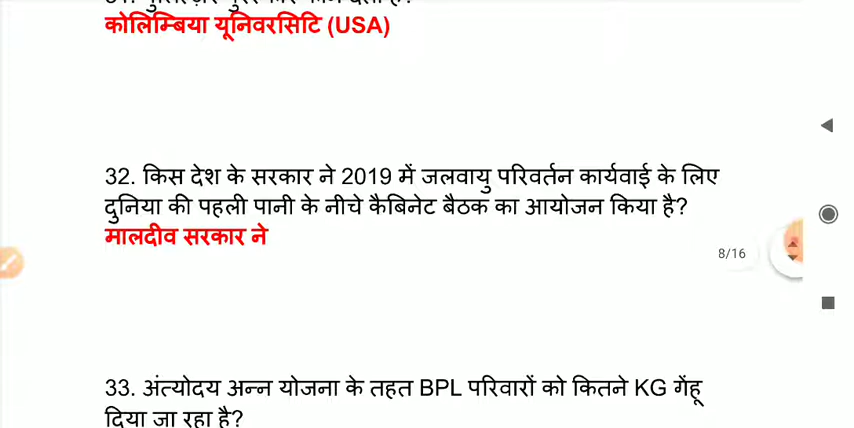 कोलिम्बिया यूनिवरसिटि (USA)
32. किस देश के सरकार ने 2019 में जलवायु परिवर्तन कार्यवाई के लिए
दुनिया की पहली पानी के नीचे कैबिनेट बैठक का आयोजन किया है?
मालदीव सरकार ने
8/16
33. अंत्योदय अन्न योजना के तहत BPL परिवारों को कितने KG गेंहू
दिया जा रहा है?